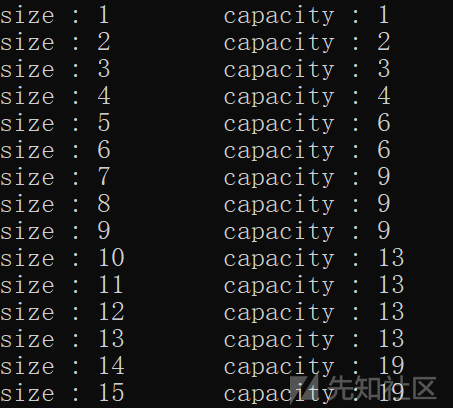 size : 1 capacity : 1
size : 2 capacity : 2
size : 3 capacity : 3
size : 4 capacity : 4
size : 5 capacity : 6
size : 6 capacity : 6
size : 7 capacity : 9
size : 8 capacity : 9
size : 9 capacity : 9
size : 10 capacity : 13
size : 11 capacity : 13
size : 12 capacity : 13
size : 13 capacity : 13
size : 14 capacity : 19
size : 15 capacity : 19
先知社区